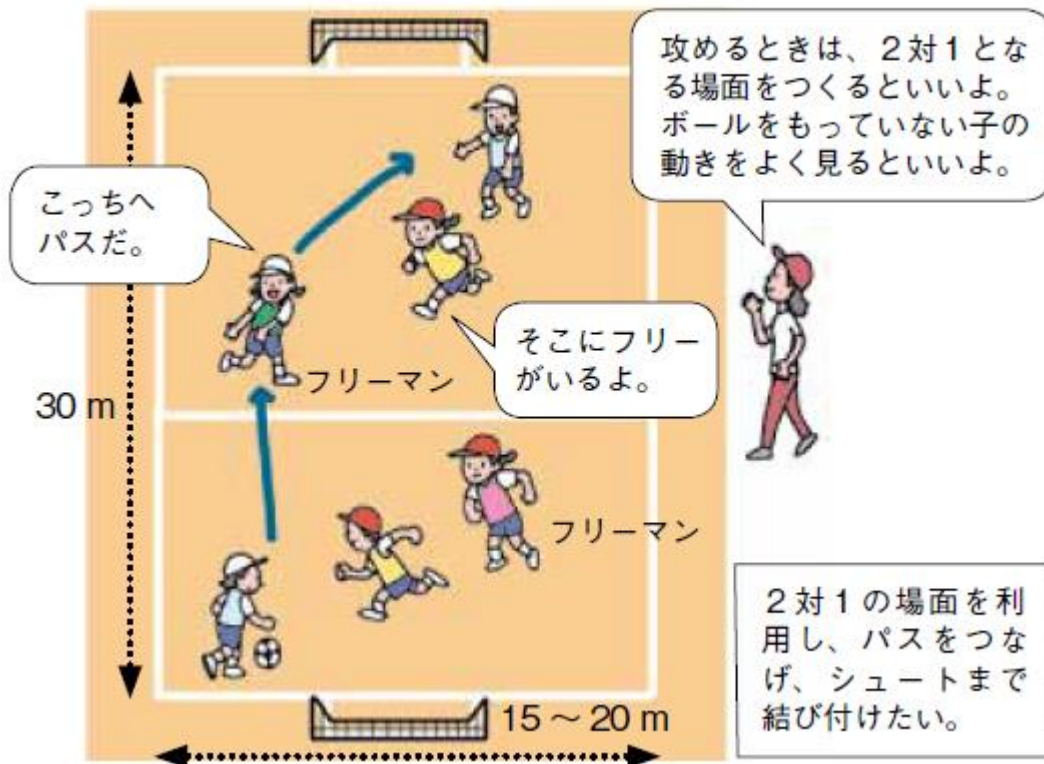 攻めるときは、２対１とな
る場面をつくるといいよ。
ボールをもっていない子の
動きをよく見るといいよ。
こっちへ
パスだ。
そこにフリー
がいるよ。
フリーマン
30 m
フリーマン
２対１の場面を利
用し、パスをつな
げ、シュートまで
結び付けたい。
15～20 m